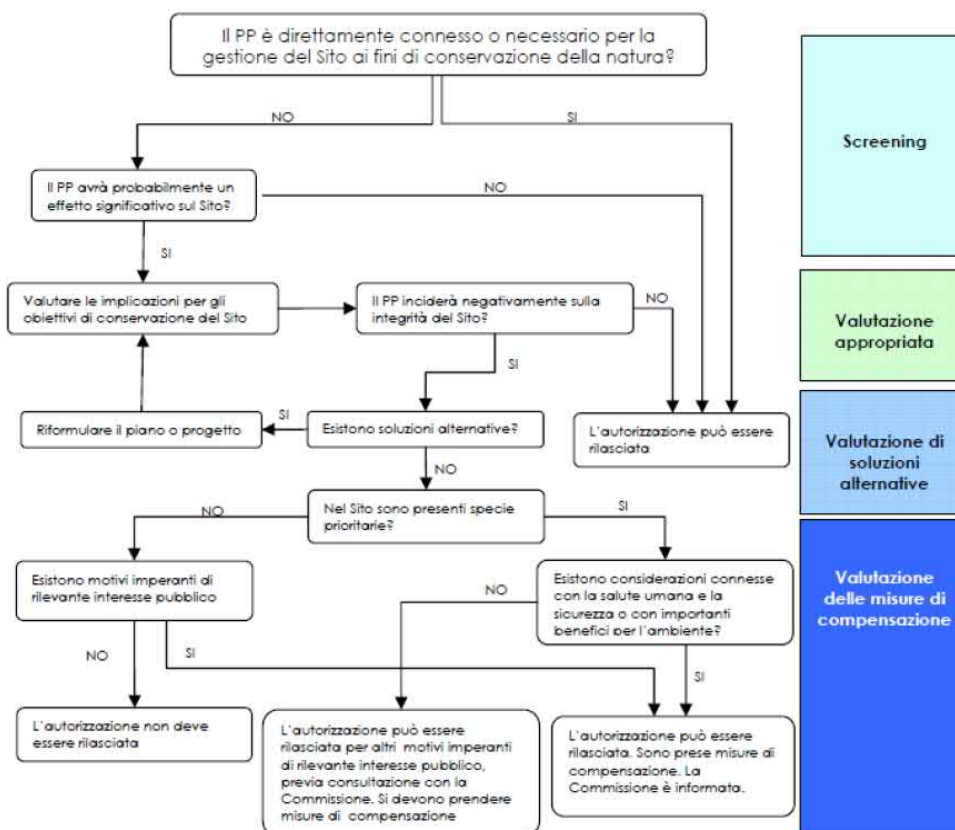 Il PP è direttamente connesso o necessario per la
gestione del Sito ai fini di conservazione della natura?
NO
SI
Screening
Il PP avrà probabilmente un
effetto significativo sul Sito?
NO
SI
Valutare le implicazioni per gli
obiettivi di conservazione del Sito
Il PP inciderà negativamente sulla
integrità del Sito?
NO
Valutazione
appropriata
SI
Riformulare il piano o progetto
SI
Esistono soluzioni alternative?
L'autorizzazione può essere
rilasciata
Valutazione di
soluzioni
alternative
NO
Nel Sito sono presenti specie
prioritarie?
NO
SI
Esistono motivi imperanti di
rilevante interesse pubblico
Esistono considerazioni connesse
con la salute umana e la
sicurezza o con importanti
benefici per l'ambiente?
Valutazione
delle misure di
compensazione
NO
NO
SI
SI
L'autorizzazione non deve
essere rilasciata
L'autorizzazione può essere
rilasciata per altri motivi imperanti
di rilevante interesse pubblico,
previa consultazione con la
Commissione. Si devono prendere
misure di compensazione
L'autorizzazione può essere
rilasciata. Sono prese misure di
compensazione. La
Commissione è informata.